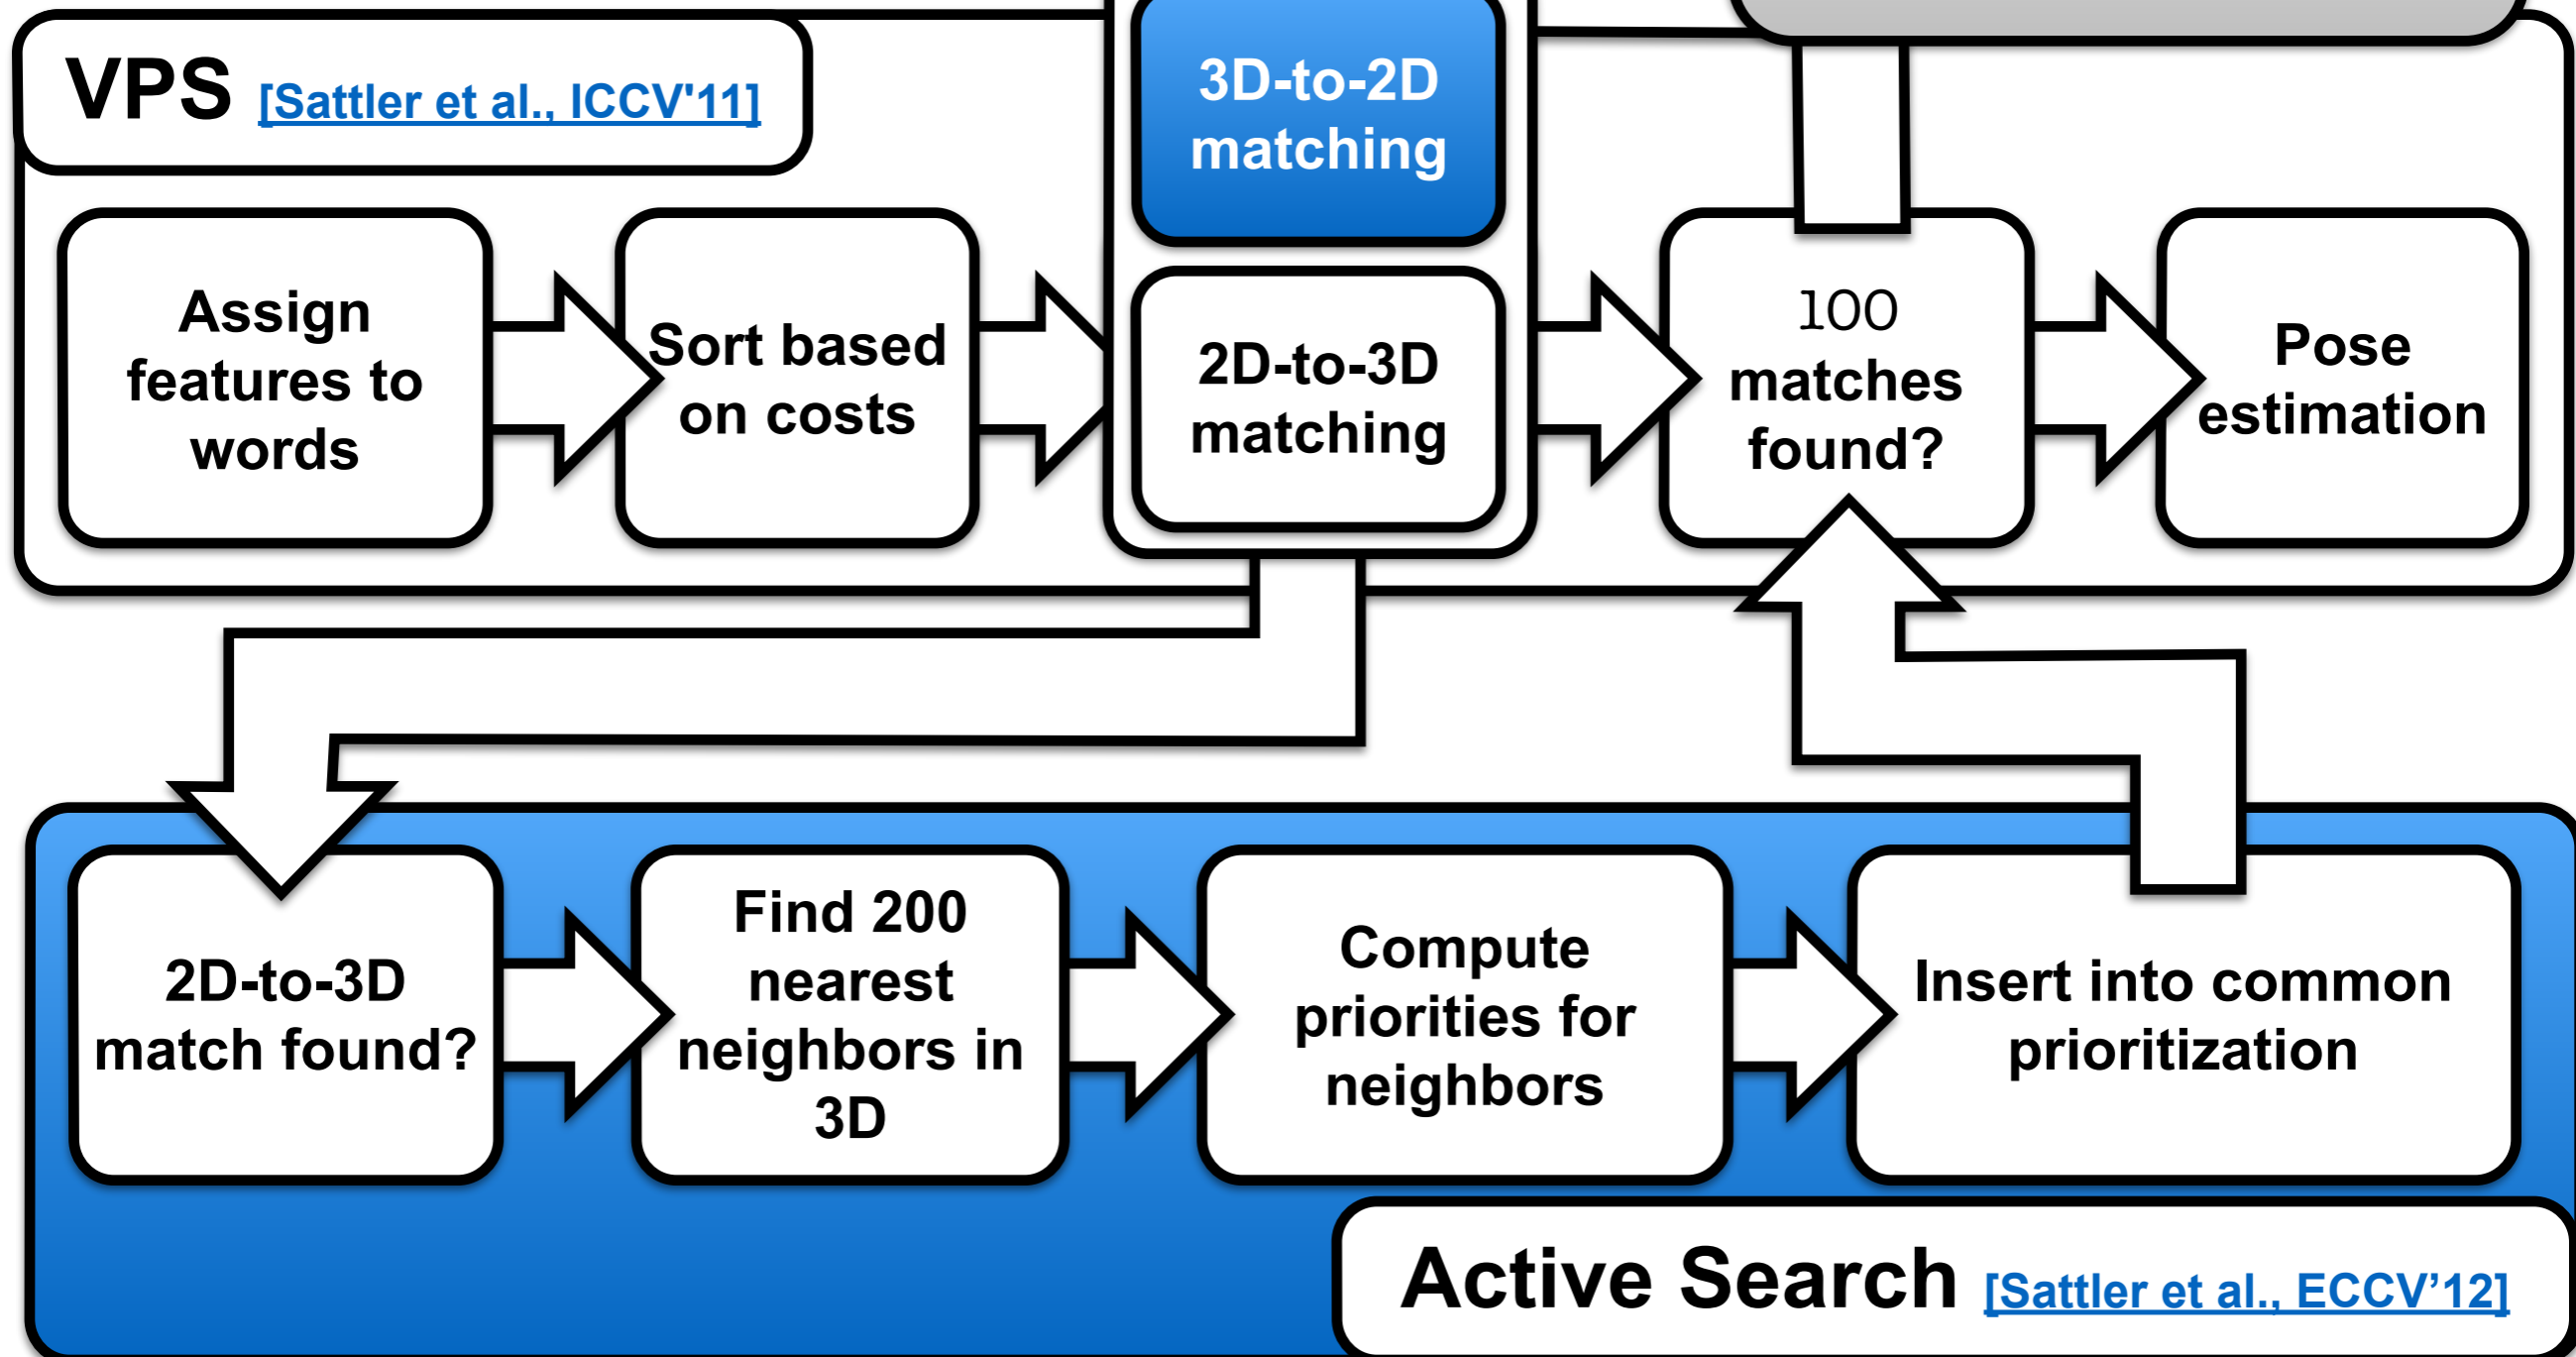 VPS [Sattler et al., ICCV'11]
3D-to-2D
matching
Assign
features to
words
Sort based
on costs
2D-to-3D
matching
100
matches
found?
Pose
estimation
2D-to-3D
match found?
Find 200
nearest
neighbors in
3D
Compute
priorities for
neighbors
Insert into common
prioritization
Active Search [Sattler et al., ECCV’12]